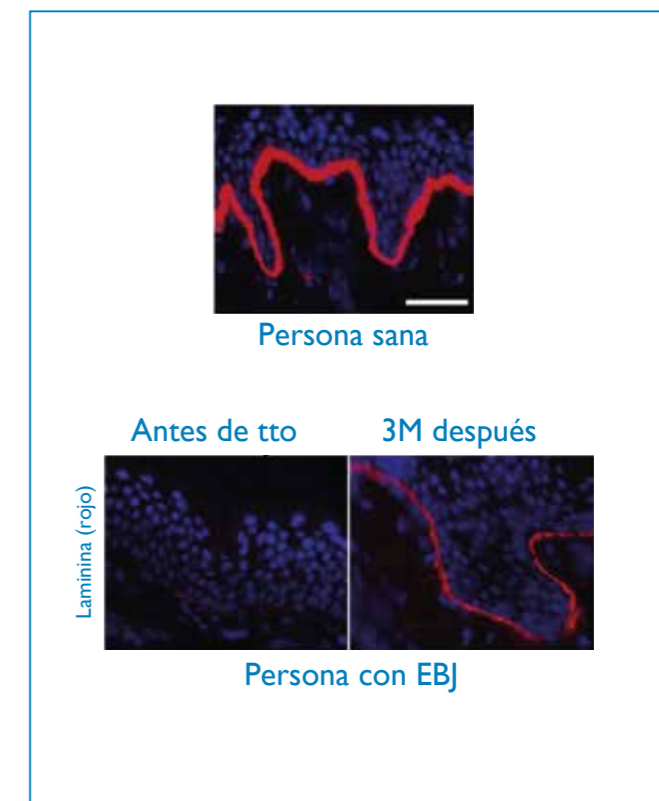 Persona sana
Antes de tto
3M después
Laminina (rojo)
Persona con EBJ